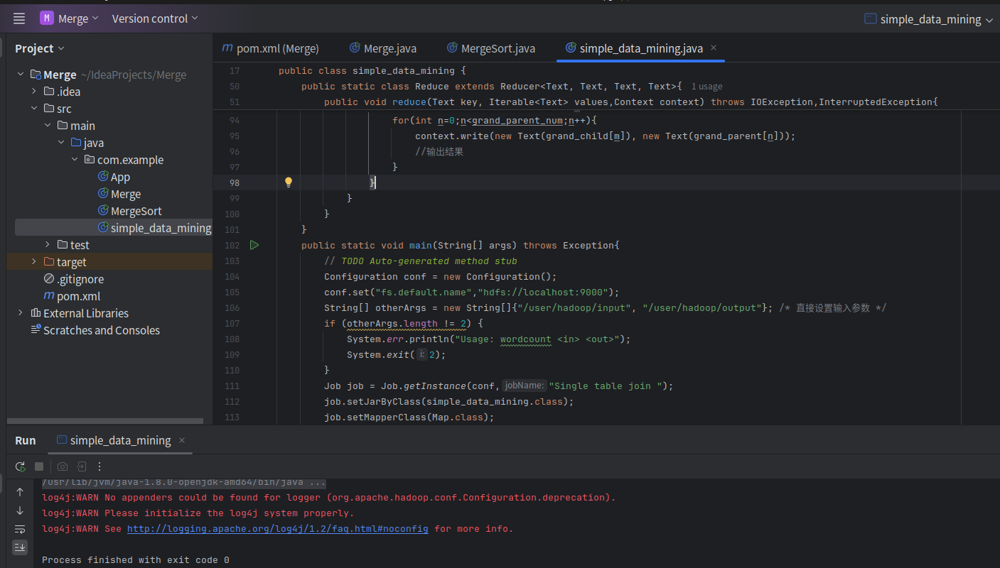 M Merge Version control simple_data_mining
Project
pom.xml (Merge) Merge.java MergeSort.java simple_data_mining.java
Merge ~/IdeaProjects/Merge
.idea
src
main
java
com.example
App
Merge
MergeSort
simple_data_mining
test
target
.gitignore
pom.xml
External Libraries
Scratches and Consoles
17 public class simple_data_mining {
50 public static class Reduce extends Reducer<Text, Text, Text, Text>{ 1 usage
51 public void reduce(Text key, Iterable<Text> values,Context context) throws IOException,InterruptedException{
94 for(int n=0;n<grand_parent_num;n++){
95 context.write(new Text(grand_child[m]), new Text(grand_parent[n]));
96 //输出结果
97 }
98 }
99 }
100 }
101 }
102 public static void main(String[] args) throws Exception{
103 // TODO Auto-generated method stub
104 Configuration conf = new Configuration();
105 conf.set("fs.default.name","hdfs://localhost:9000");
106 String[] otherArgs = new String[]{"/user/hadoop/input", "/user/hadoop/output"}; /* 直接设置输入参数 */
107 if (otherArgs.length != 2) {
108 System.err.println("Usage: wordcount <in> <out>");
109 System.exit( i: 2);
110 }
111 Job job = Job.getInstance(conf, jobName: "Single table join ");
112 job.setJarByClass(simple_data_mining.class);
113 job.setMapperClass(Map.class);
Run simple_data_mining
/usr/lib/jvm/java-1.8.0-openjdk-amd64/bin/java ...
log4j:WARN No appenders could be found for logger (org.apache.hadoop.conf.Configuration.deprecation).
log4j:WARN Please initialize the log4j system properly.
log4j:WARN See http://logging.apache.org/log4j/1.2/faq.html#noconfig for more info.
Process finished with exit code 0